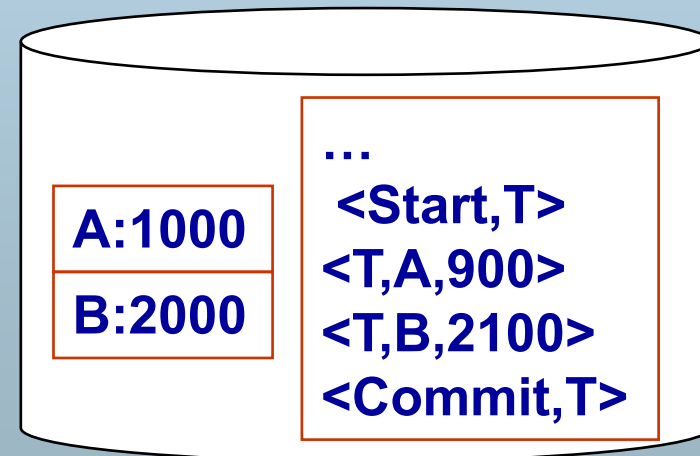 A:1000
B:2000
…
<Start,T>
<T,A,900>
<T,B,2100>
<Commit,T>